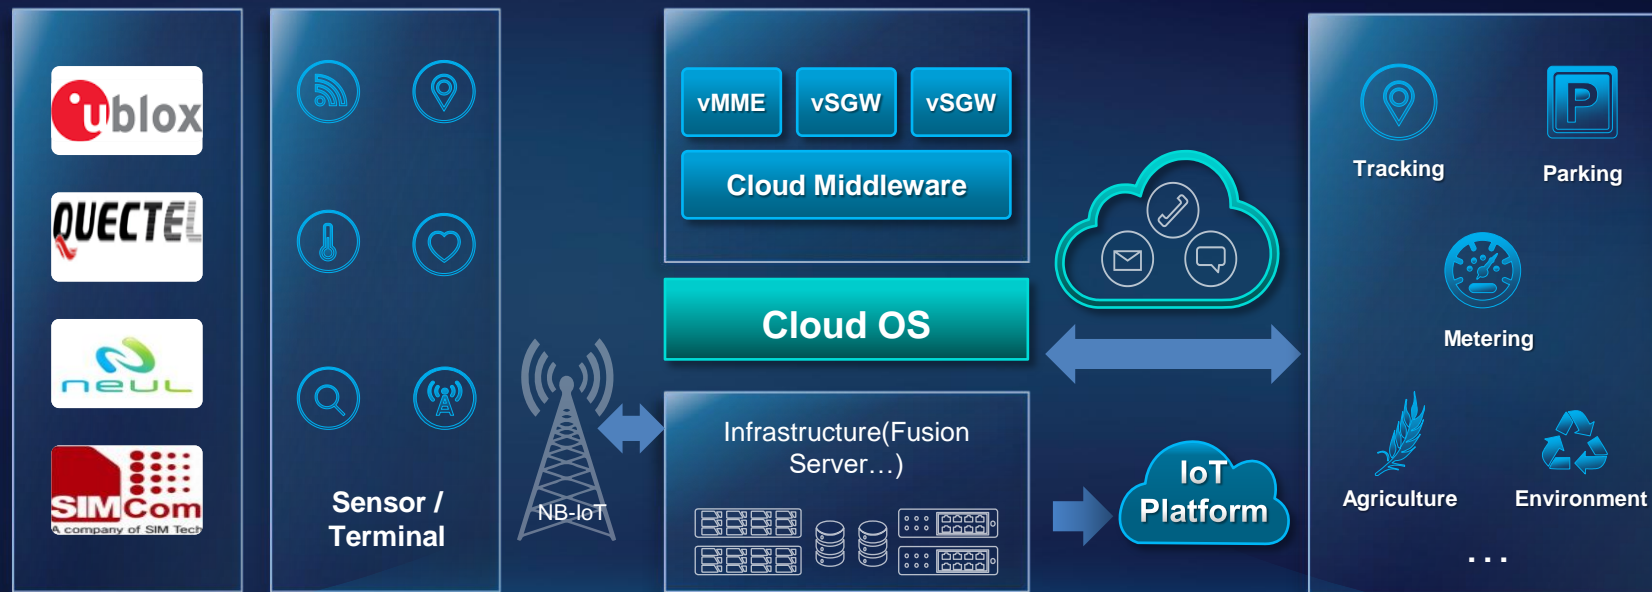 ublox
QUECTEL
neuL
SIMCom
A company of SIM Tech
Sensor /
Terminal
NB-IoT
vMME
vSGW
vSGW
Cloud Middleware
Cloud OS
Infrastructure(Fusion
Server…)
IoT
Platform
P
Tracking
Parking
Metering
Agriculture
Environment
...